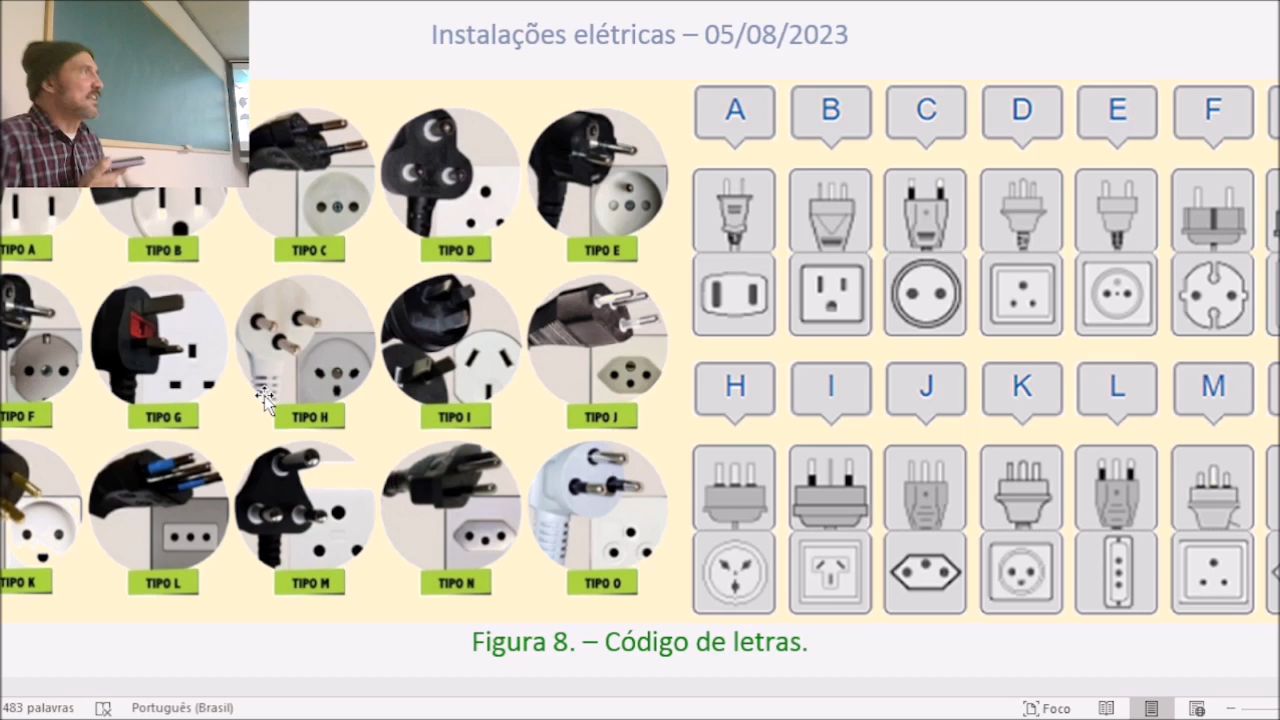 Instalações elétricas – 05/08/2023
A B C D E F
TIPO A TIPO B TIPO C TIPO D TIPO E
TIPO F TIPO G TIPO H TIPO I TIPO J
H I J K L M
TIPO K TIPO L TIPO M TIPO N TIPO O
Figura 8. – Código de letras.
483 palavras Português (Brasil) Foco